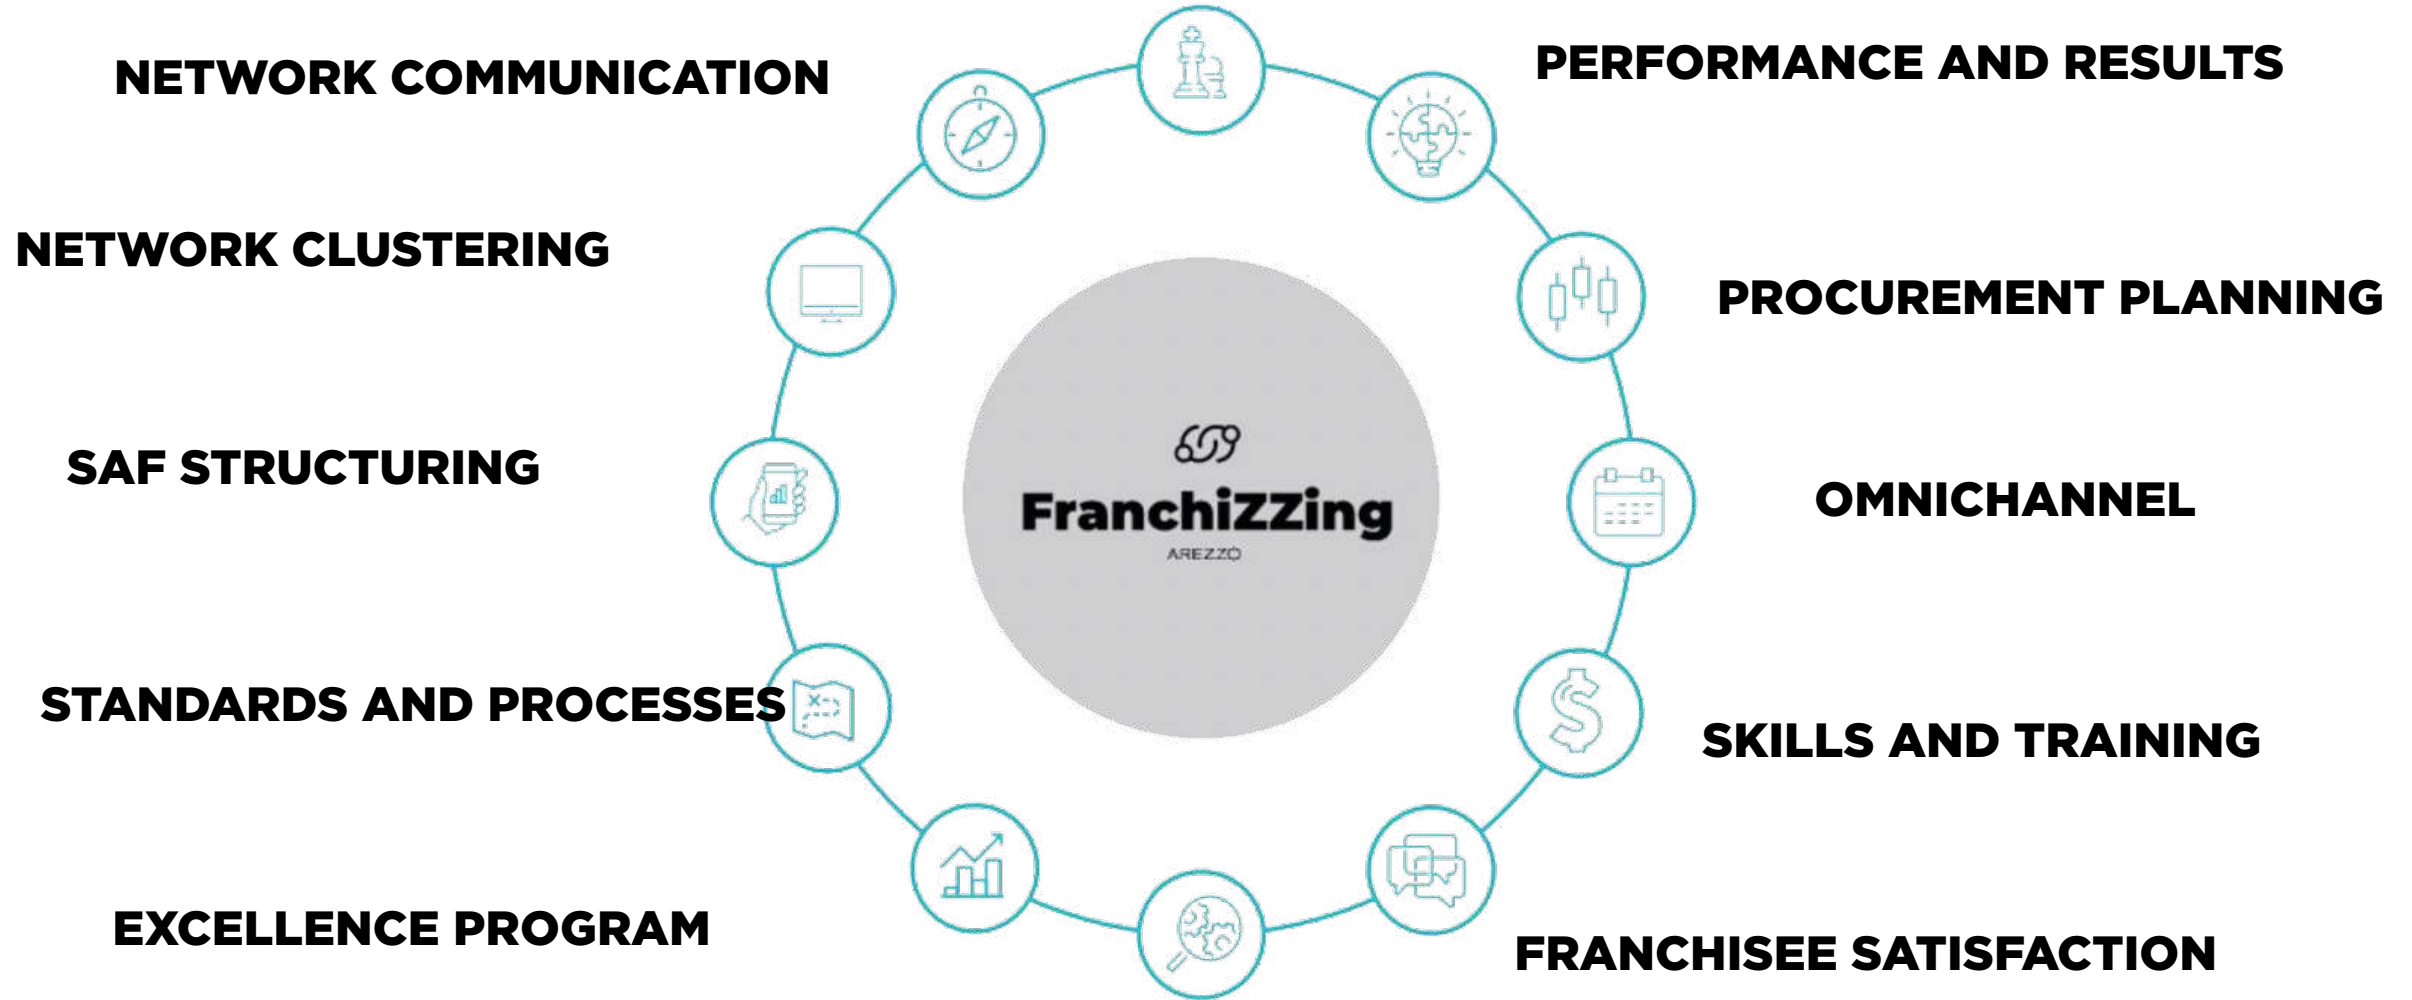 NETWORK COMMUNICATION
PERFORMANCE AND RESULTS
NETWORK CLUSTERING
PROCUREMENT PLANNING
SAF STRUCTURING
OMNICHANNEL
FranchiZZing
AREZZO
STANDARDS AND PROCESSES
SKILLS AND TRAINING
EXCELLENCE PROGRAM
FRANCHISEE SATISFACTION